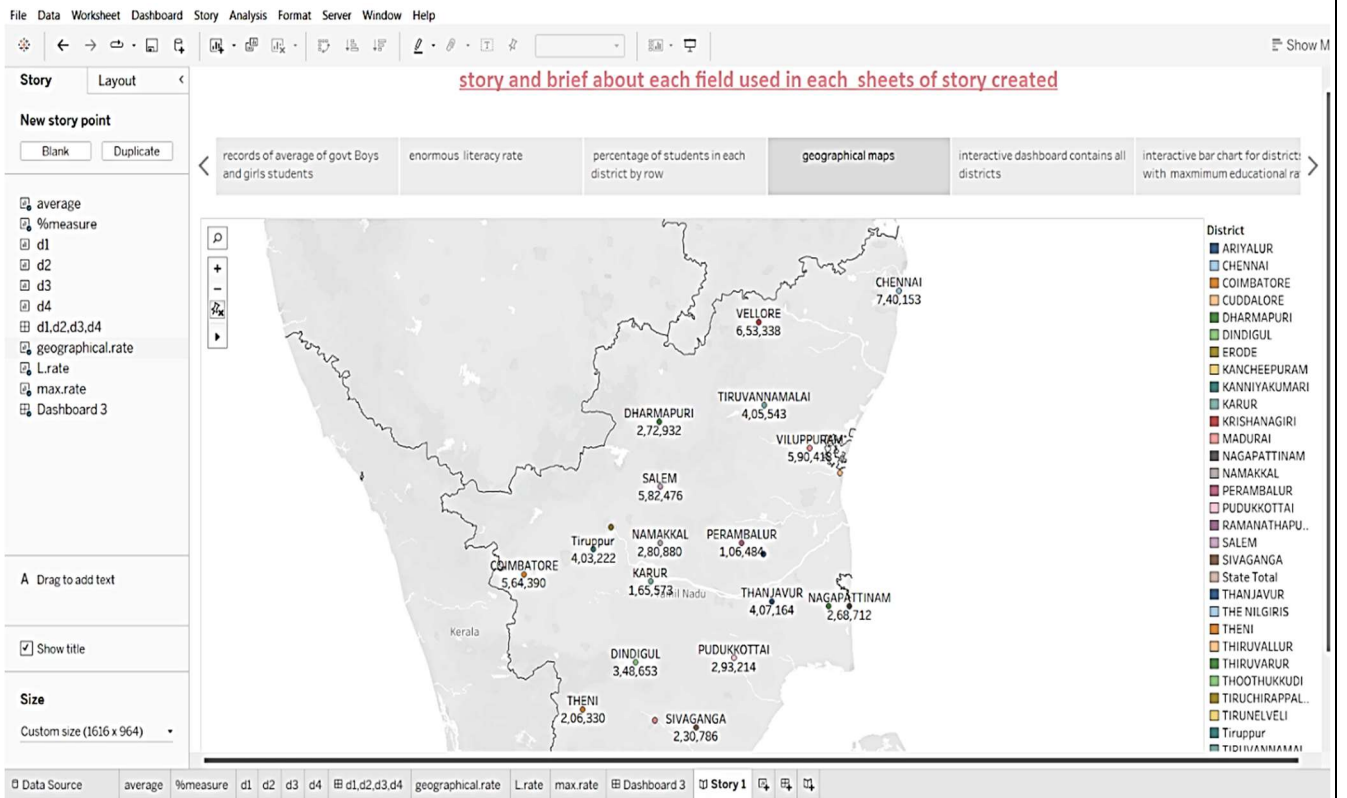 File Data Worksheet Dashboard Story Analysis Format Server Window Help
Show M
Story Layout
New story point
Blank Duplicate
average
%measure
d1
d2
d3
d4
d1,d2,d3,d4
geographical.rate
L.rate
max.rate
Dashboard 3
A Drag to add text
Show title
Size
Custom size (1616 x 964)
story and brief about each field used in each sheets of story created
records of average of govt Boys
and girls students
enormous literacy rate
percentage of students in each
district by row
geographical maps
interactive dashboard contains all
districts
interactive bar chart for districts
with maxmimum educational ra
CHENNAI
7,40,153
VELLORE
6,53,338
TIRUVANNAMALAI
4,05,543
DHARMAPURI
2,72,932
VILUPPURAM
5,90,418
SALEM
5,82,476
Tiruppur
4,03,222
NAMAKKAL
2,80,880
PERAMBALUR
1,06,484
COIMBATORE
5,64,390
KARUR
1,65,573
Tamil Nadu
THANJAVUR
4,07,164
NAGAPATTINAM
2,68,712
Kerala
DINDIGUL
3,48,653
PUDUKKOTTAI
2,93,214
THENI
2,06,330
SIVAGANGA
2,30,786
District
ARIYALUR
CHENNAI
COIMBATORE
CUDDALORE
DHARMAPURI
DINDIGUL
ERODE
KANCHEEPURAM
KANNIYAKUMARI
KARUR
KRISHANAGIRI
MADURAI
NAGAPATTINAM
NAMAKKAL
PERAMBALUR
PUDUKKOTTAI
RAMANATHAPU..
SALEM
SIVAGANGA
State Total
THANJAVUR
THE NILGIRIS
THENI
THIRUVALLUR
THIRUVARUR
THOOTHUKKUDI
TIRUCHIRAPPAL..
TIRUNELVELI
Tiruppur
TIRUVANNAMAL
Data Source average %measure d1 d2 d3 d4 d1,d2,d3,d4 geographical.rate L.rate max.rate Dashboard 3 Story 1